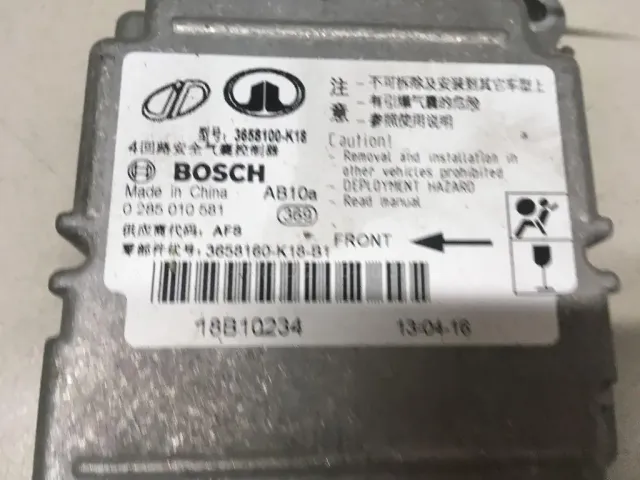 型号: 3658100-K18
4回路安全气囊控制器
BOSCH
Made in China AB10a
0 285 010 581 369
供应商代码: AF8
零部件代号: 3658160-K18-B1
注意
- 不可拆除及安装到其它车型上
- 有引爆气囊的危险
- 参照使用说明
Caution!
- Removal and installation in
other vehicles prohibited
- DEPLOYMENT HAZARD
- Read manual
FRONT
18B10234
13-04-16